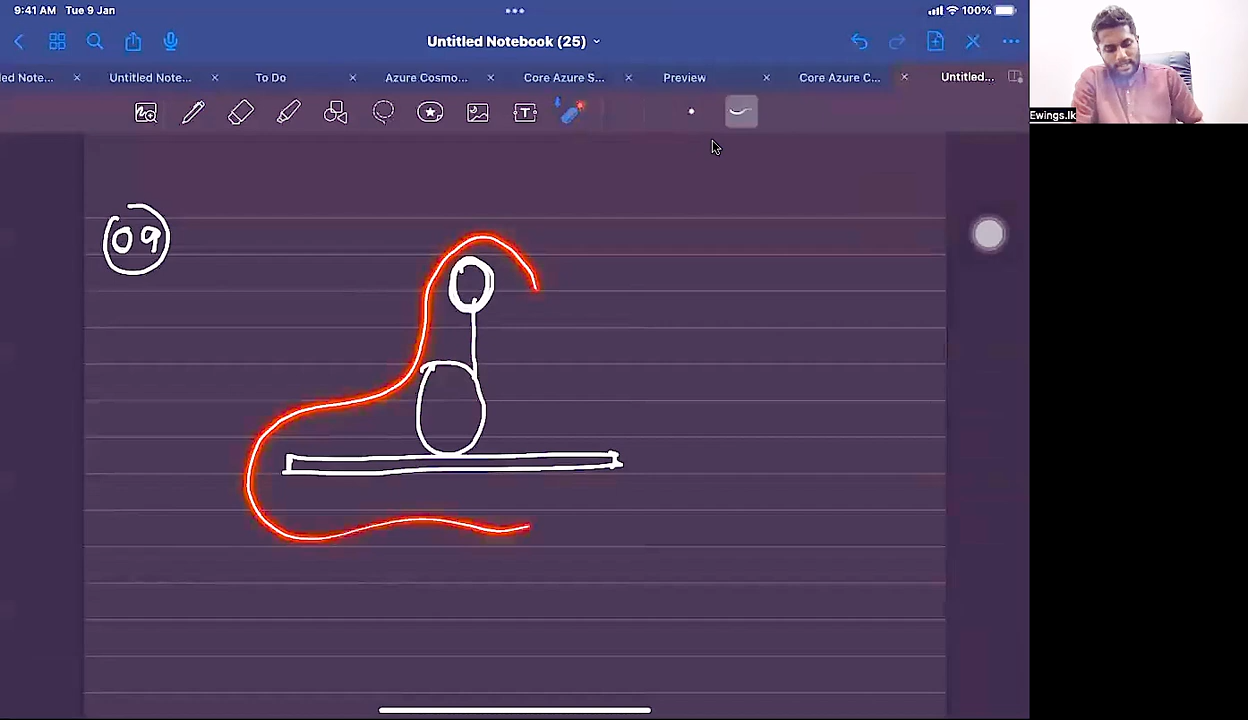 9:41 AM Tue 9 Jan
100%
Untitled Notebook (25)
led Note...
Untitled Note...
To Do
Azure Cosmo...
Core Azure S...
Preview
Core Azure C...
Untitled...
T
Ewings.lk
09